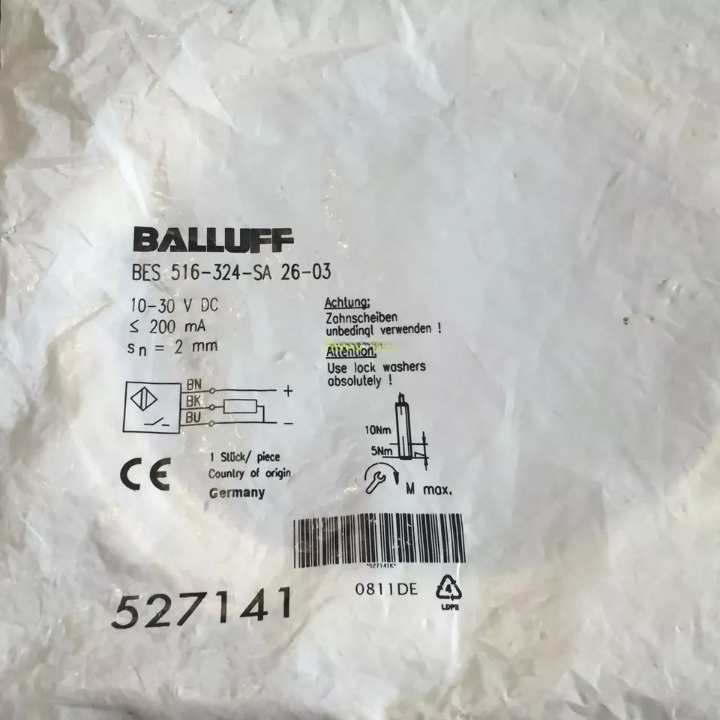 BALLUFF
BES 516-324-SA 26-03
10-30 V DC
≤ 200 mA
sn = 2 mm
Achtung:
Zahnscheiben
unbedingt verwenden !
Attention:
Use lock washers
absolutely !
BN +
BK
BU −
10Nm
5Nm
M max.
CE
1 Stück/ piece
Country of origin
Germany
*527141K*
527141
0811DE
4
LDPE